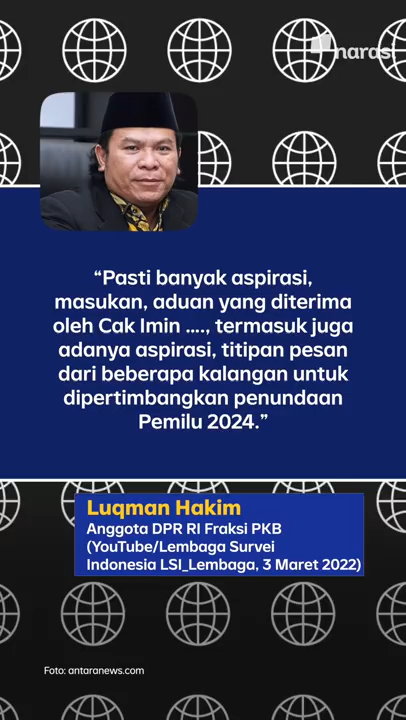 narasi
“Pasti banyak aspirasi,
masukan, aduan yang diterima
oleh Cak Imin ...., termasuk juga
adanya aspirasi, titipan pesan
dari beberapa kalangan untuk
dipertimbangkan penundaan
Pemilu 2024.”
Luqman Hakim
Anggota DPR RI Fraksi PKB
(YouTube/Lembaga Survei
Indonesia LSI_Lembaga, 3 Maret 2022)
Foto: antaranews.com